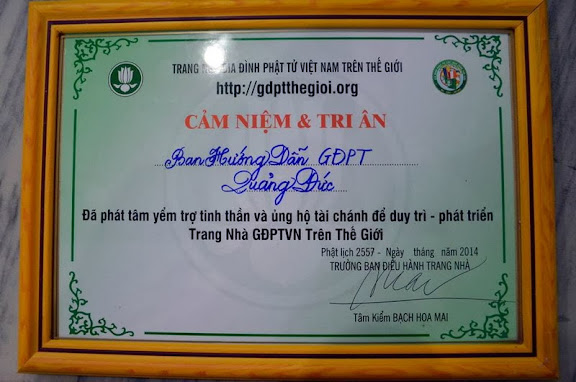 TRANG NHÀ GIA ĐÌNH PHẬT TỬ VIỆT NAM TRÊN THẾ GIỚI
http://gdptthegioi.org
CẢM NIỆM & TRI ÂN
Ban Hướng Dẫn GĐPT
Quảng Đức
Đã phát tâm yểm trợ tinh thần và ủng hộ tài chánh để duy trì - phát triển
Trang Nhà GĐPTVN Trên Thế Giới
Phật lịch 2557 - Ngày tháng năm 2014
TRƯỞNG BAN ĐIỀU HÀNH TRANG NHÀ
Tâm Kiểm BẠCH HOA MAI